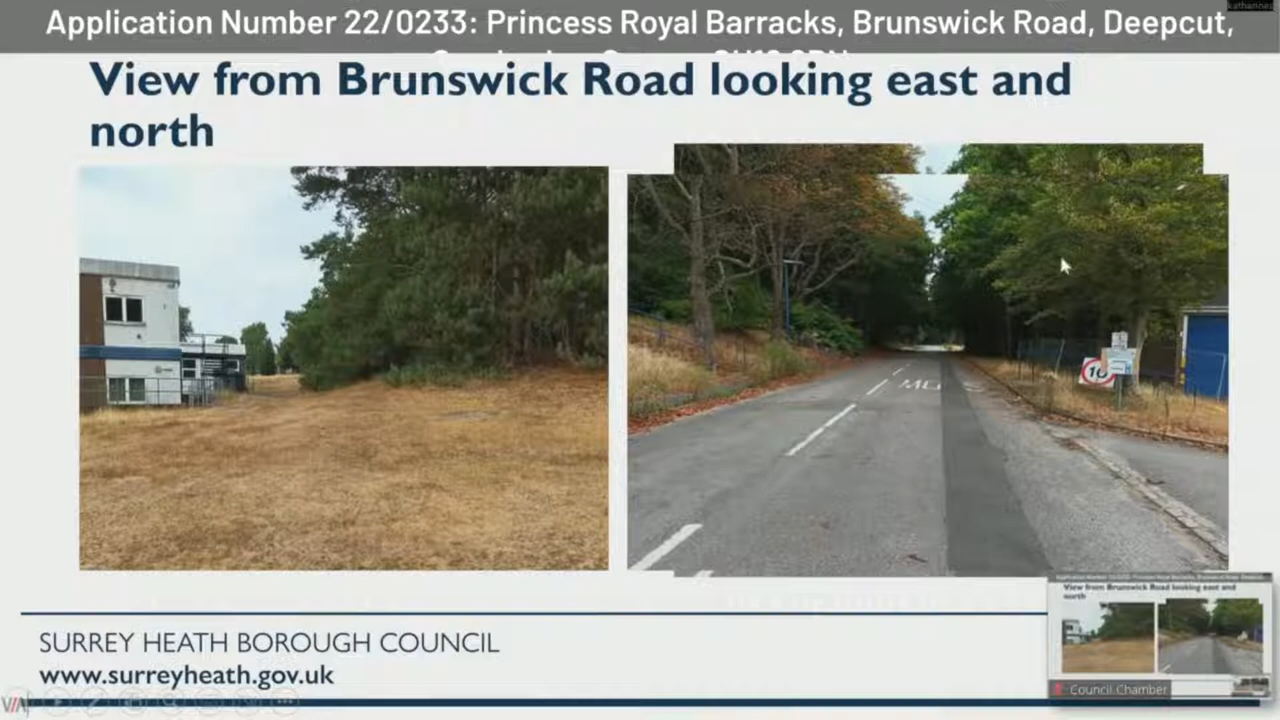 Application Number 22/0233: Princess Royal Barracks, Brunswick Road, Deepcut,
View from Brunswick Road looking east and
north
10
SURREY HEATH BOROUGH COUNCIL
www.surreyheath.gov.uk
View from Brunswick Road looking east and
north
Council Chamber